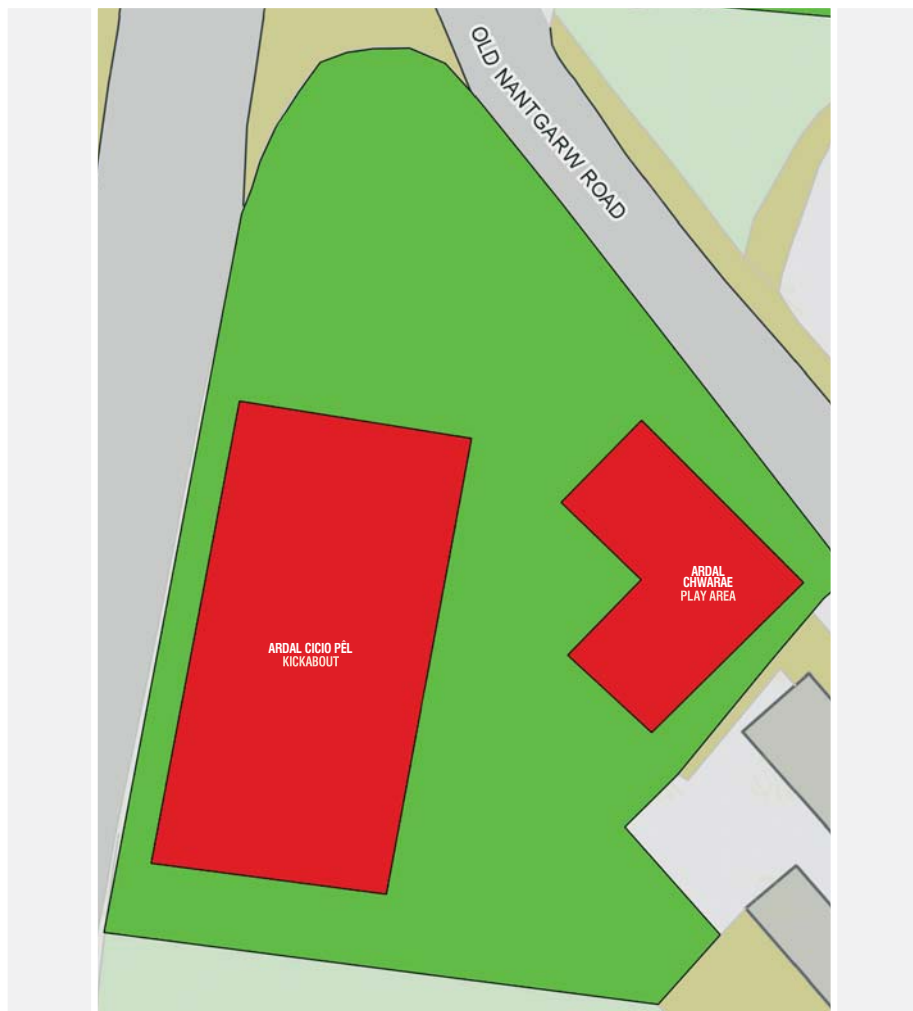 OLD NANTGARW ROAD
ARDAL
CHWARAE
PLAY AREA
ARDAL CICIO PÊL
KICKABOUT